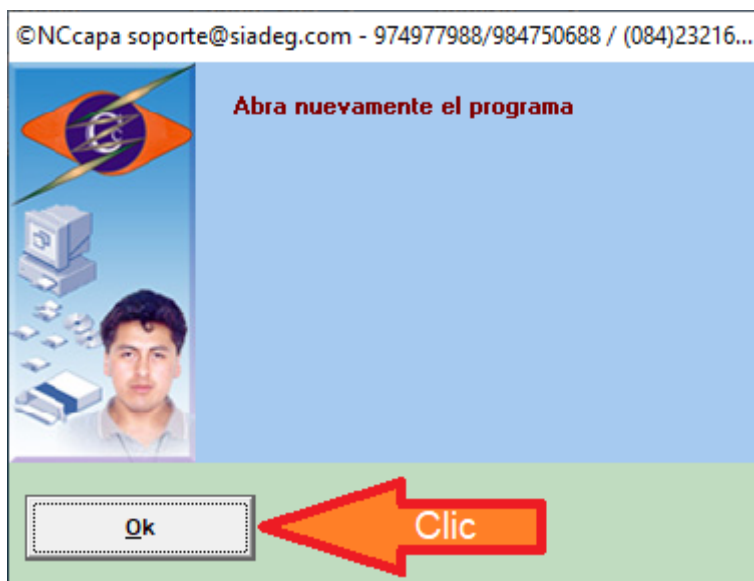 ©NCcapa soporte@siadeg.com - 974977988/984750688 / (084)23216...
Abra nuevamente el programa
Ok
Clic